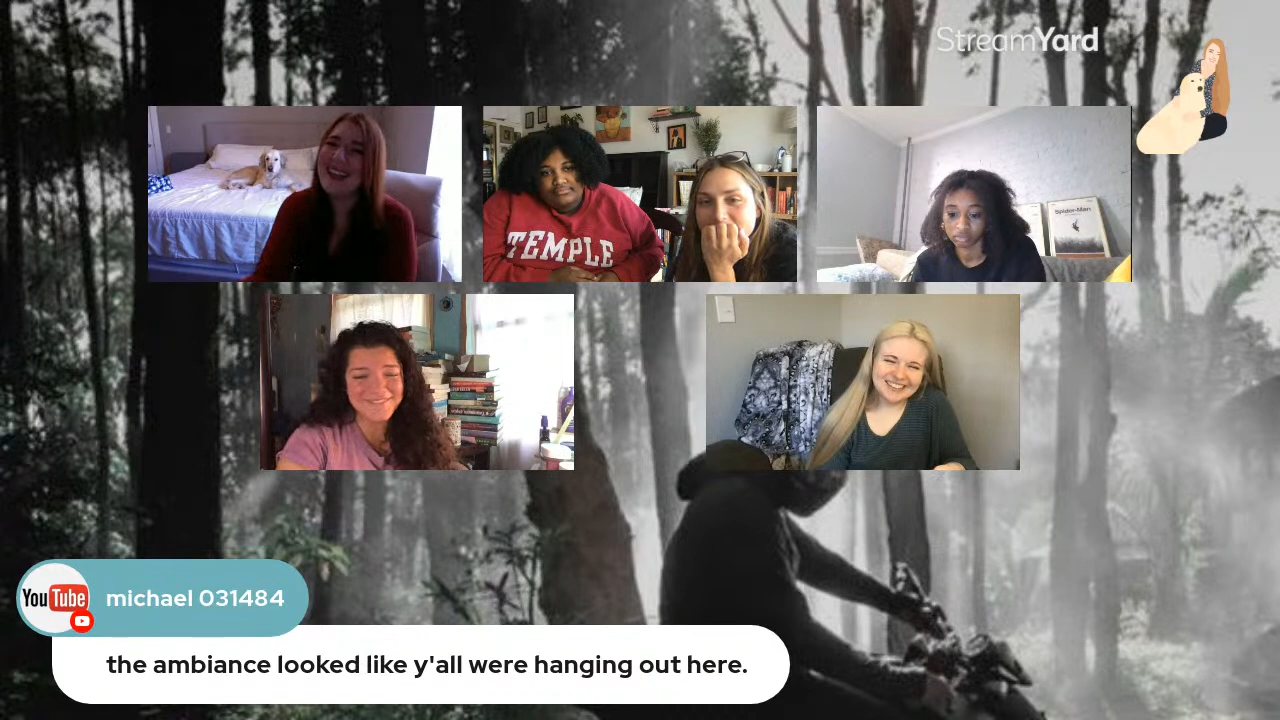 StreamYard
TEMPLE
Spider-Man
YouTube
michael 031484
the ambiance looked like y'all were hanging out here.